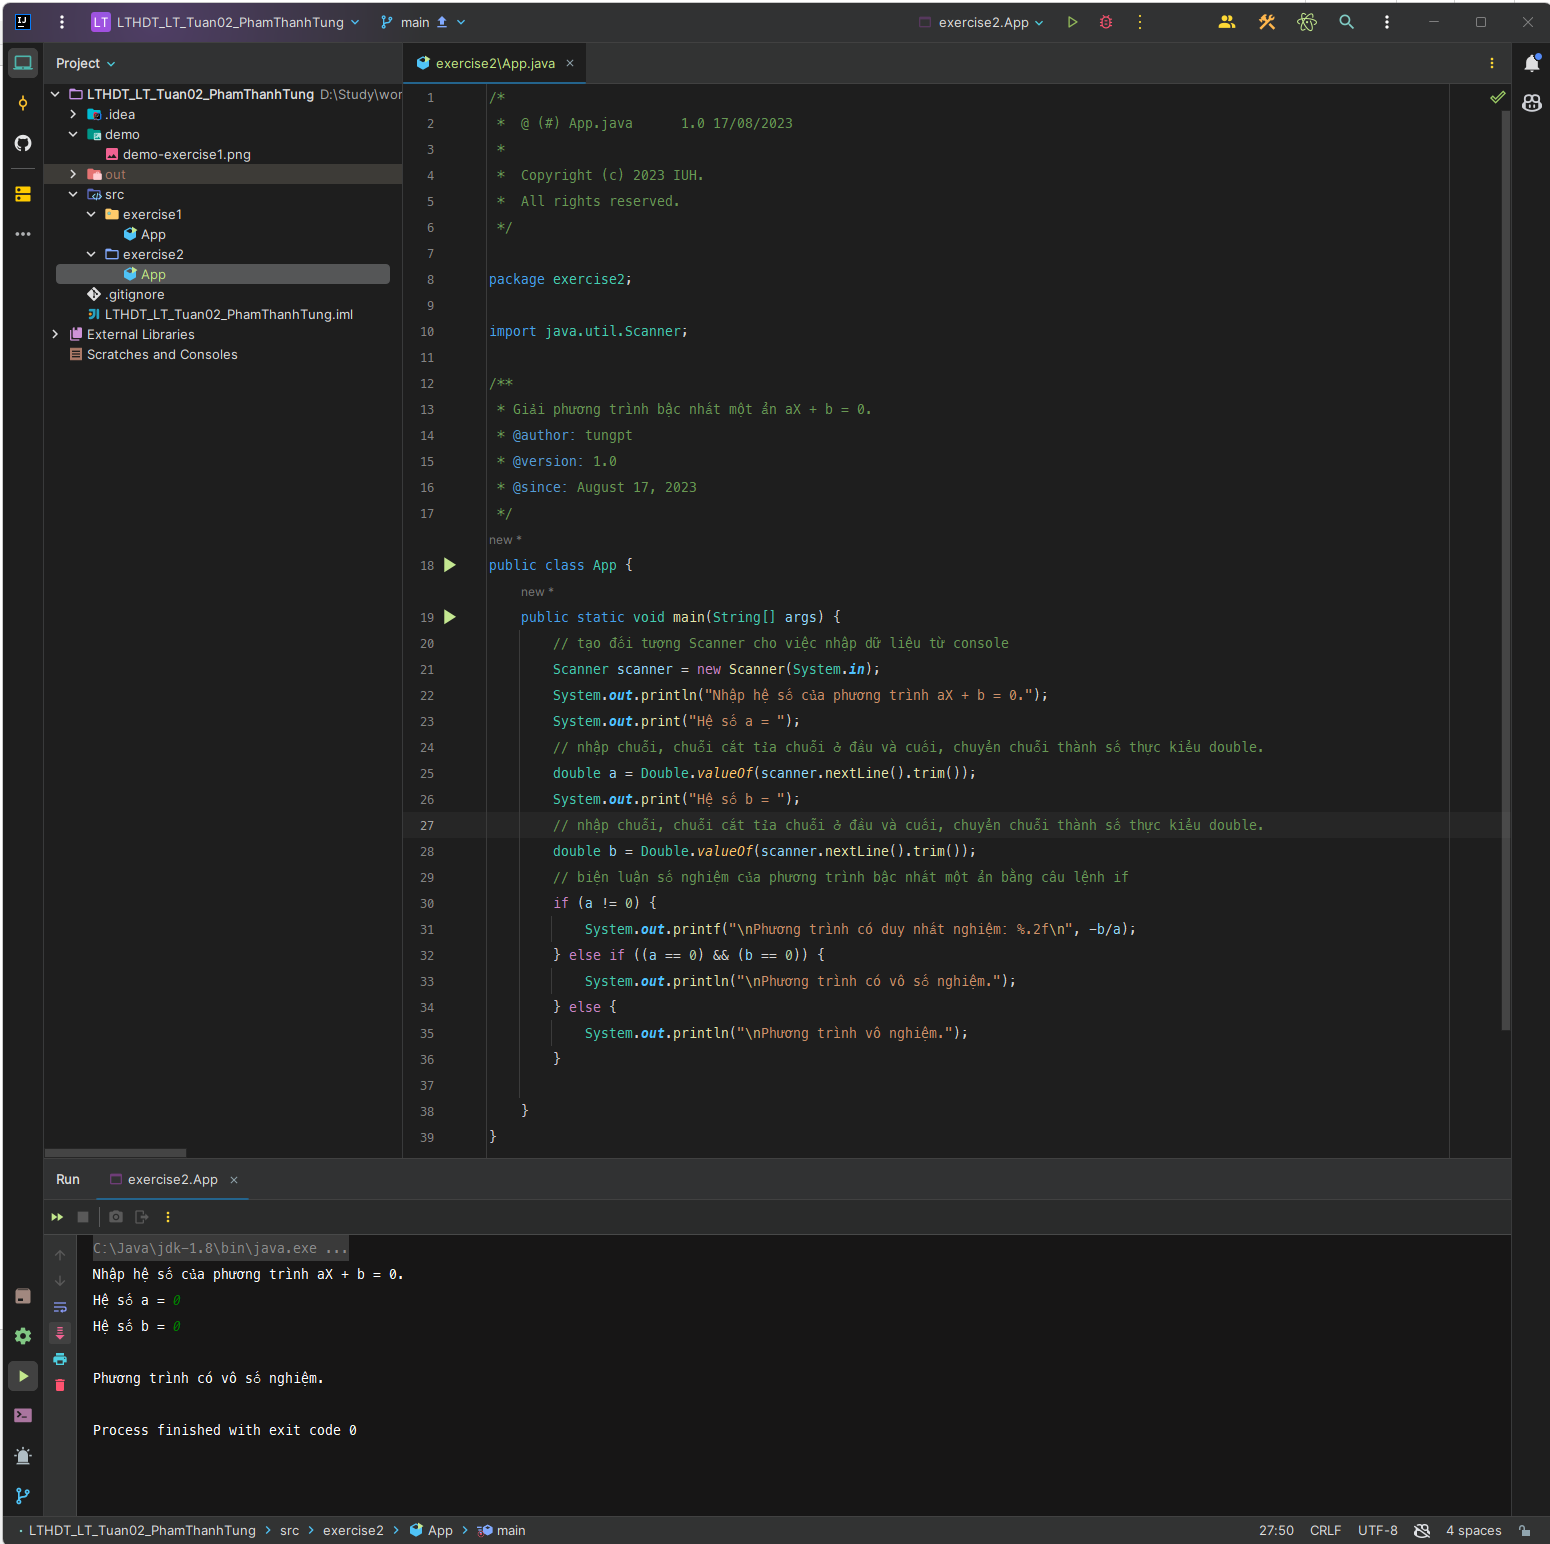 LT LTHDT_LT_Tuan02_PhamThanhTung main exercise2.App
Project
exercise2\App.java
LTHDT_LT_Tuan02_PhamThanhTung D:\Study\wor
.idea
demo
demo-exercise1.png
out
src
exercise1
App
exercise2
App
.gitignore
LTHDT_LT_Tuan02_PhamThanhTung.iml
External Libraries
Scratches and Consoles
1 /*
2 * @ (#) App.java 1.0 17/08/2023
3 *
4 * Copyright (c) 2023 IUH.
5 * All rights reserved.
6 */
7
8 package exercise2;
9
10 import java.util.Scanner;
11
12 /**
13 * Giải phương trình bậc nhất một ẩn aX + b = 0.
14 * @author: tungpt
15 * @version: 1.0
16 * @since: August 17, 2023
17 */
new *
18 public class App {
new *
19 public static void main(String[] args) {
20 // tạo đối tượng Scanner cho việc nhập dữ liệu từ console
21 Scanner scanner = new Scanner(System.in);
22 System.out.println("Nhập hệ số của phương trình aX + b = 0.");
23 System.out.print("Hệ số a = ");
24 // nhập chuỗi, chuỗi cắt tỉa chuỗi ở đầu và cuối, chuyển chuỗi thành số thực kiểu double.
25 double a = Double.valueOf(scanner.nextLine().trim());
26 System.out.print("Hệ số b = ");
27 // nhập chuỗi, chuỗi cắt tỉa chuỗi ở đầu và cuối, chuyển chuỗi thành số thực kiểu double.
28 double b = Double.valueOf(scanner.nextLine().trim());
29 // biện luận số nghiệm của phương trình bậc nhất một ẩn bằng câu lệnh if
30 if (a != 0) {
31 System.out.printf("\nPhương trình có duy nhất nghiệm: %.2f\n", -b/a);
32 } else if ((a == 0) && (b == 0)) {
33 System.out.println("\nPhương trình có vô số nghiệm.");
34 } else {
35 System.out.println("\nPhương trình vô nghiệm.");
36 }
37
38 }
39 }
Run exercise2.App
C:\Java\jdk-1.8\bin\java.exe ...
Nhập hệ số của phương trình aX + b = 0.
Hệ số a = 0
Hệ số b = 0
Phương trình có vô số nghiệm.
Process finished with exit code 0
LTHDT_LT_Tuan02_PhamThanhTung > src > exercise2 > App > main 27:50 CRLF UTF-8 4 spaces